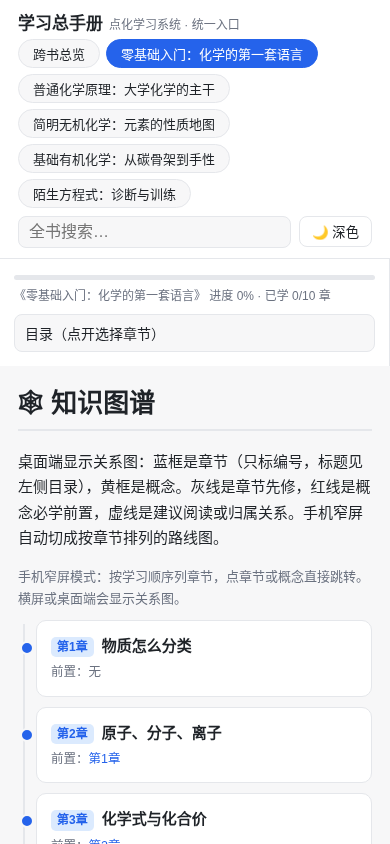 学习总手册 点化学习系统 · 统一入口
跨书总览
零基础入门：化学的第一套语言
普通化学原理：大学化学的主干
简明无机化学：元素的性质地图
基础有机化学：从碳骨架到手性
陌生方程式：诊断与训练
全书搜索…
🌙 深色
《零基础入门：化学的第一套语言》 进度 0% · 已学 0/10 章
目录（点开选择章节）
🕸 知识图谱
桌面端显示关系图：蓝框是章节（只标编号，标题见
左侧目录），黄框是概念。灰线是章节先修，红线是概
念必学前置，虚线是建议阅读或归属关系。手机窄屏
自动切成按章节排列的路线图。
手机窄屏模式：按学习顺序列章节，点章节或概念直接跳转。
横屏或桌面端会显示关系图。
第1章 物质怎么分类
前置：无
第2章 原子、分子、离子
前置：第1章
第3章 化学式与化合价
前置：第2章